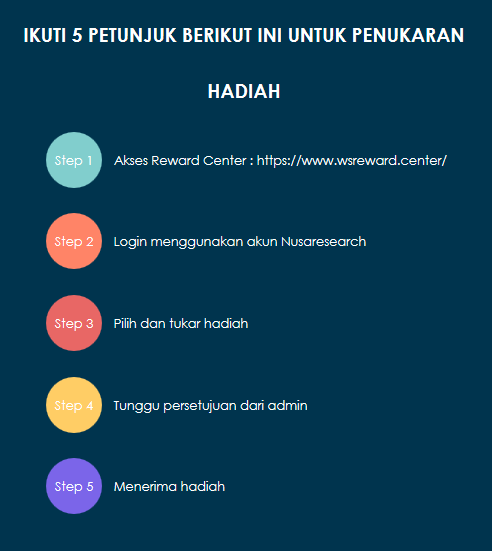 IKUTI 5 PETUNJUK BERIKUT INI UNTUK PENUKARAN
HADIAH
Step 1 Akses Reward Center : https://www.wsreward.center/
Step 2 Login menggunakan akun Nusaresearch
Step 3 Pilih dan tukar hadiah
Step 4 Tunggu persetujuan dari admin
Step 5 Menerima hadiah